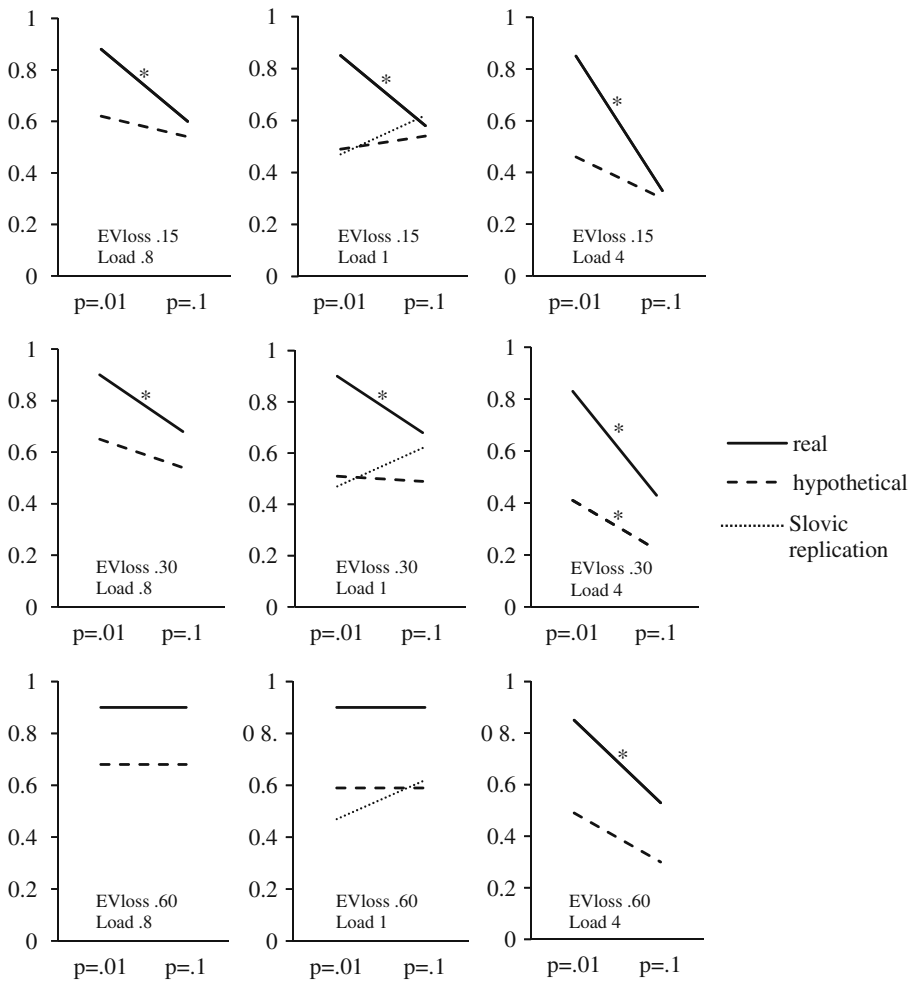 1 1 1
0.8 * 0.8 * 0.8 *
0.6 0.6 0.6
0.4 0.4 0.4
0.2 EVloss .15 0.2 EVloss .15 0.2 EVloss .15
Load .8 Load 1 Load 4
0 0 0
p=.01 p=.1 p=.01 p=.1 p=.01 p=.1
1 1 1
0.8 * 0.8 * 0.8 *
0.6 0.6 0.6
0.4 0.4 0.4 *
0.2 EVloss .30 0.2 EVloss .30 0.2 EVloss .30
Load .8 Load 1 Load 4
0 0 0
p=.01 p=.1 p=.01 p=.1 p=.01 p=.1
real
hypothetical
Slovic
replication
1 1 1
0.8 0 8. 0 8. *
0.6 0.6 0.6
0.4 0.4 0.4
0.2 EVloss .60 0.2 EVloss .60 0.2 EVloss .60
Load .8 Load 1 Load 4
0 0 0
p=.01 p=.1 p=.01 p=.1 p=.01 p=.1